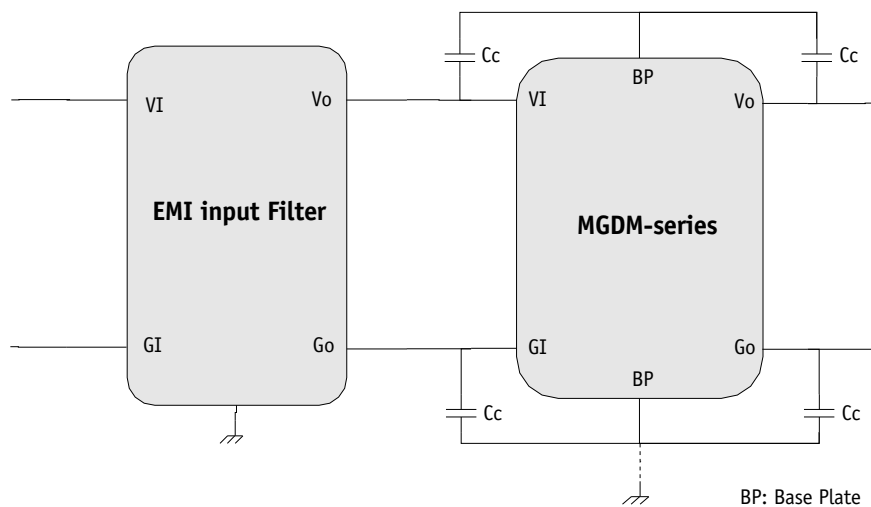 Cc
Cc
BP
VI
Vo
VI
Vo
EMI input Filter
MGDM-series
GI
Go
GI
Go
BP
Cc
Cc
BP: Base Plate